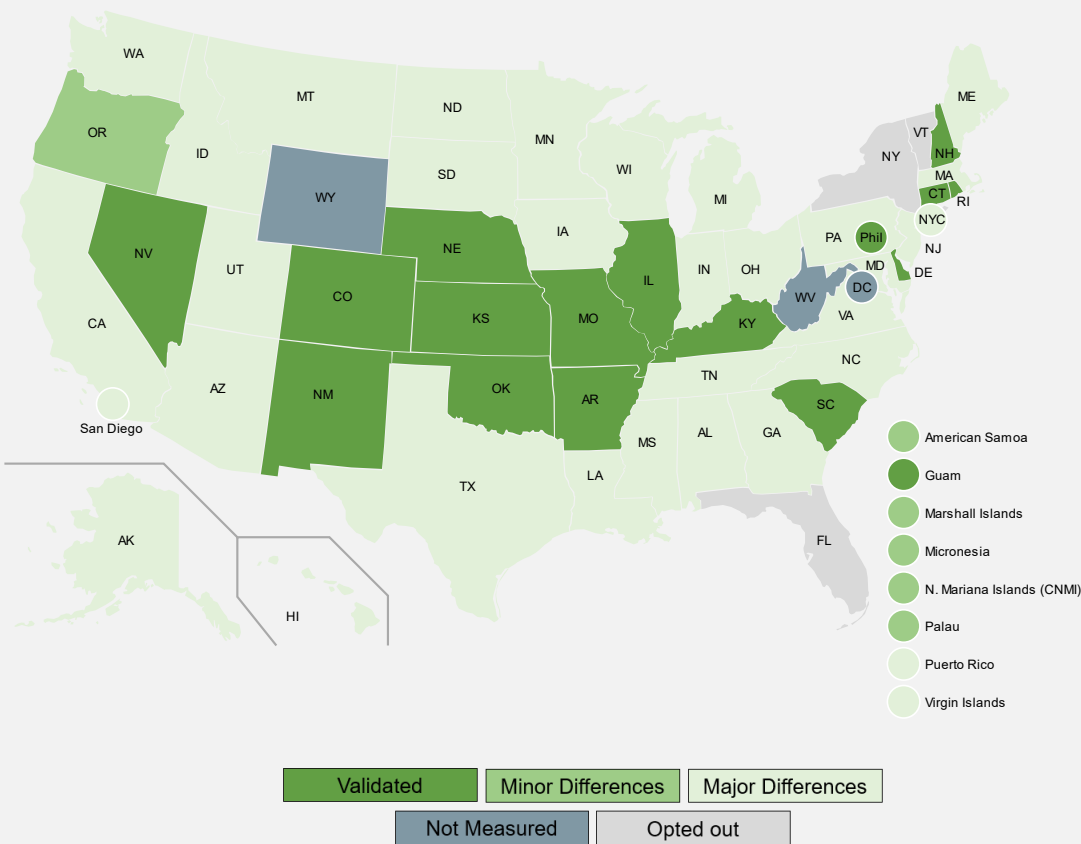 WA
ME
MT
ND
OR
MN
VT
ID
NH
NY
WI
SD
MA
WY
MI
CT
RI
NYC
IA
PA
Phil
NE
NJ
NV
MD
UT
IN
OH
DE
IL
CO
DC
WV
KS
MO
VA
CA
KY
NC
TN
AZ
OK
NM
AR
SC
San Diego
MS
AL
GA
American Samoa
LA
Guam
TX
Marshall Islands
AK
FL
Micronesia
N. Mariana Islands (CNMI)
HI
Palau
Puerto Rico
Virgin Islands
Validated
Minor Differences
Major Differences
Not Measured
Opted out